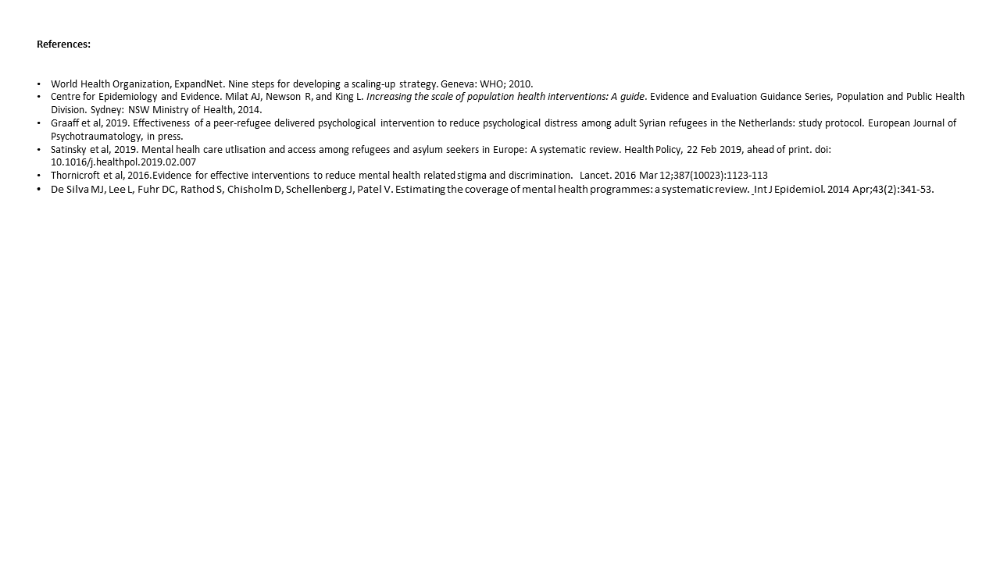 References:
• World Health Organization, ExpandNet. Nine steps for developing a scaling-up strategy. Geneva: WHO; 2010.
• Centre for Epidemiology and Evidence. Milat AJ, Newson R, and King L. Increasing the scale of population health interventions: A guide. Evidence and Evaluation Guidance Series, Population and Public Health
Division. Sydney: NSW Ministry of Health, 2014.
• Graaff et al, 2019. Effectiveness of a peer-refugee delivered psychological intervention to reduce psychological distress among adult Syrian refugees in the Netherlands: study protocol. European Journal of
Psychotraumatology, in press.
• Satinsky et al, 2019. Mental healh care utlisation and access among refugees and asylum seekers in Europe: A systematic review. Health Policy, 22 Feb 2019, ahead of print. doi:
10.1016/j.healthpol.2019.02.007
• Thornicroft et al, 2016.Evidence for effective interventions to reduce mental health related stigma and discrimination. Lancet. 2016 Mar 12;387(10023):1123-113
• De Silva MJ, Lee L, Fuhr DC, Rathod S, Chisholm D, Schellenberg J, Patel V. Estimating the coverage of mental health programmes: a systematic review. Int J Epidemiol. 2014 Apr;43(2):341-53.